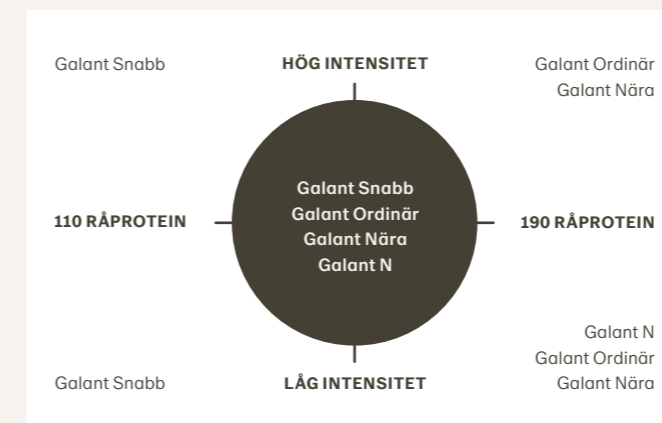 Galant Snabb
HÖG INTENSITET
Galant Ordinär
Galant Nära
110 RÅPROTEIN
Galant Snabb
Galant Ordinär
Galant Nära
Galant N
190 RÅPROTEIN
Galant Snabb
LÅG INTENSITET
Galant N
Galant Ordinär
Galant Nära